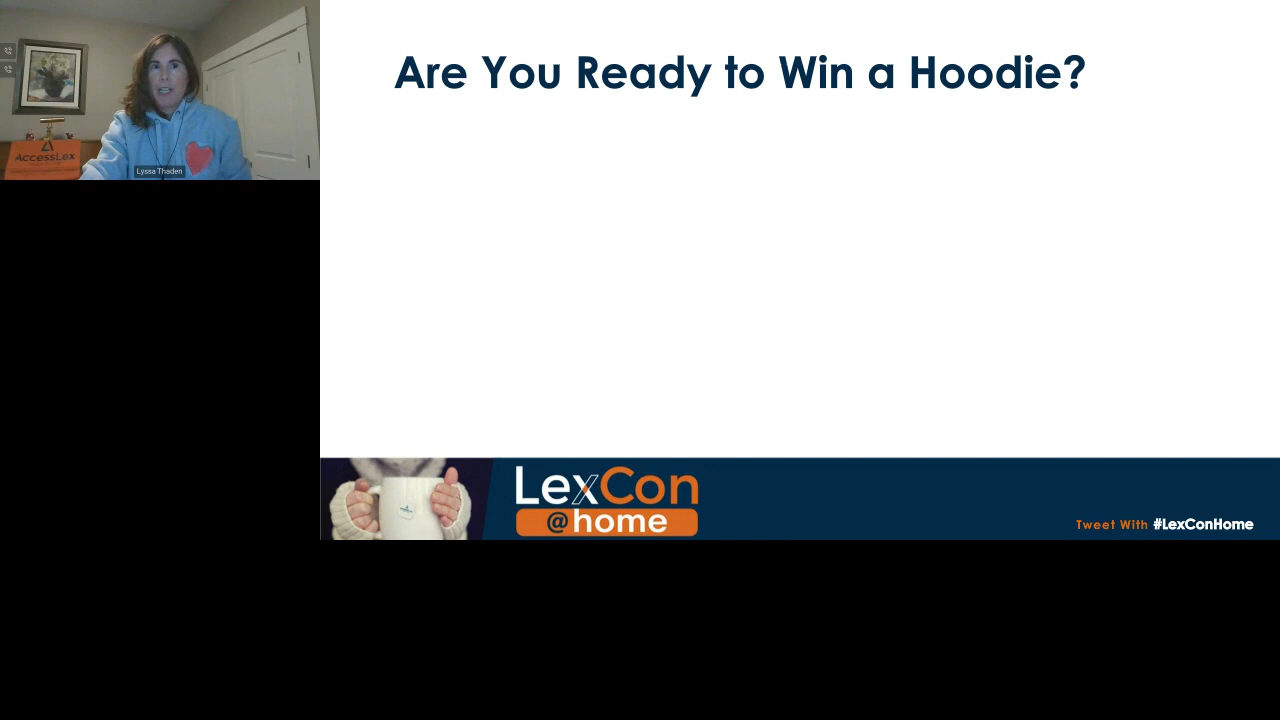 Are You Ready to Win a Hoodie?
AccessLex
Lyssa Thaden
LexCon
@home
Tweet With #LexConHome